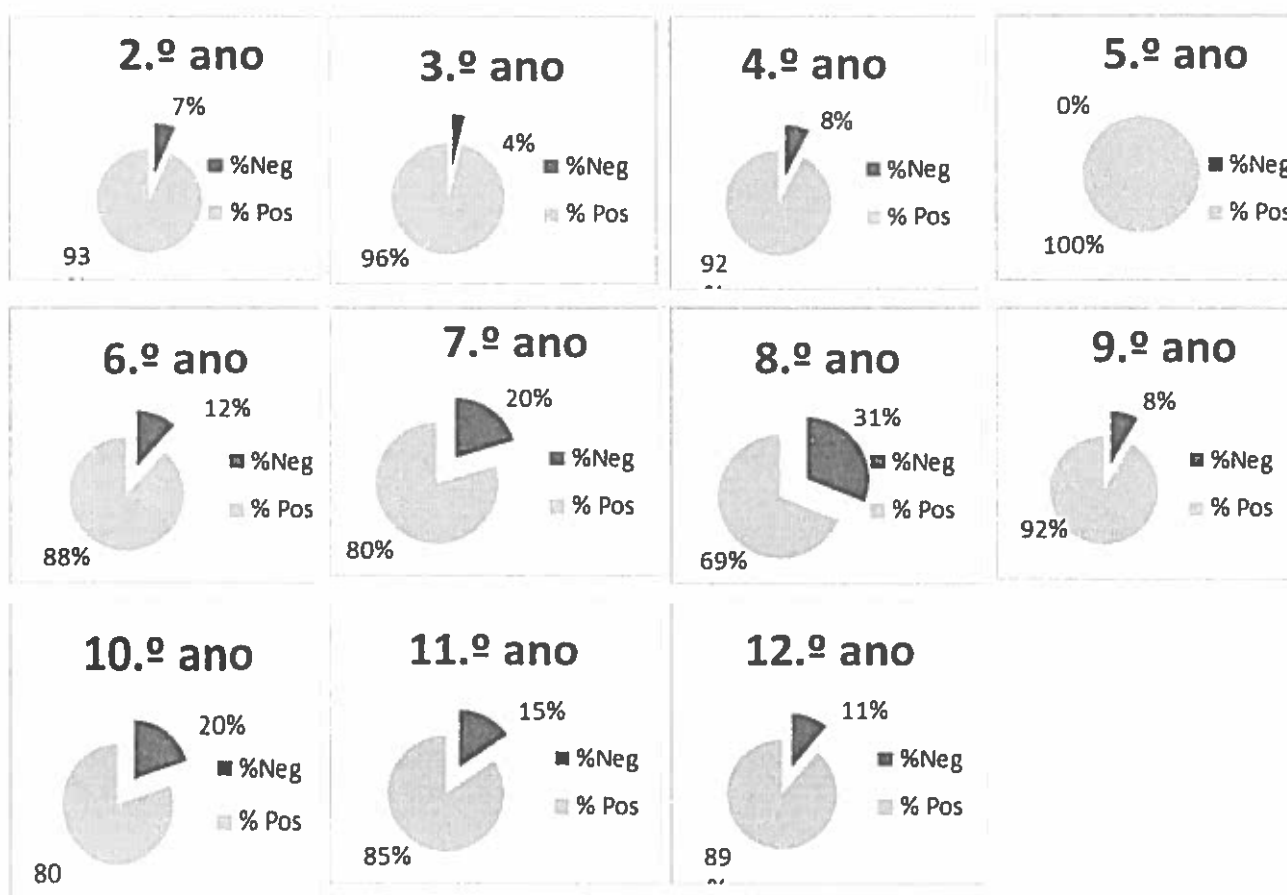 2.º ano
7%
%Neg
% Pos
93
3.º ano
4%
%Neg
% Pos
96%
4.º ano
8%
%Neg
% Pos
92
5.º ano
0%
%Neg
% Pos
100%
6.º ano
12%
%Neg
% Pos
88%
7.º ano
20%
%Neg
% Pos
80%
8.º ano
31%
%Neg
% Pos
69%
9.º ano
8%
%Neg
% Pos
92%
10.º ano
20%
%Neg
% Pos
80
11.º ano
15%
%Neg
% Pos
85%
12.º ano
11%
%Neg
% Pos
89